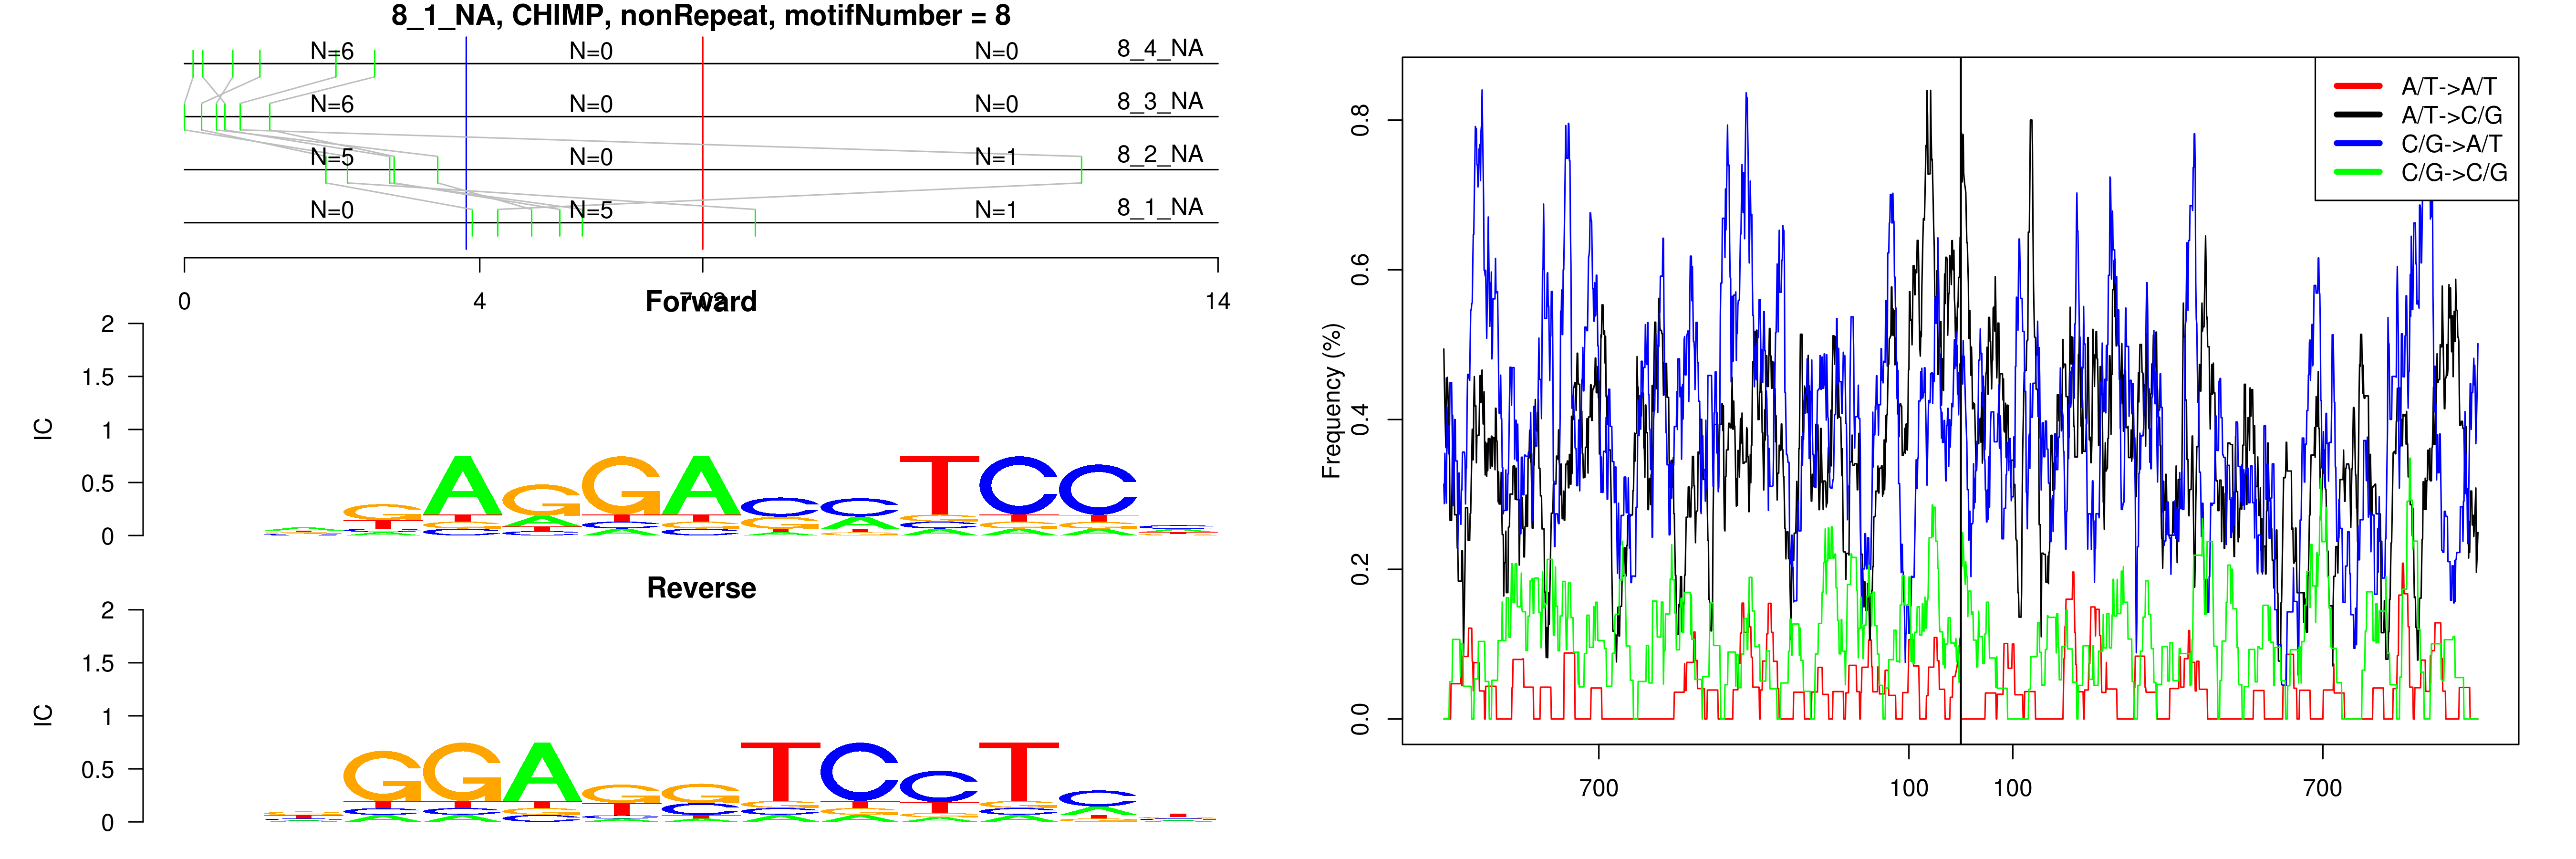 8_1_NA, CHIMP, nonRepeat, motifNumber = 8
N=6 N=0 N=0 8_4_NA
N=6 N=0 N=0 8_3_NA
N=5 N=0 N=1 8_2_NA
N=0 N=5 N=1 8_1_NA
0 4 14
Forward
2
1.5
1
0.5
0
IC
GAGGACCTCC
Reverse
2
1.5
1
0.5
0
IC
GGAGGTCCTC
A/T->A/T
A/T->C/G
C/G->A/T
C/G->C/G
Frequency (%)
0.8
0.6
0.4
0.2
0.0
700 100 100 700